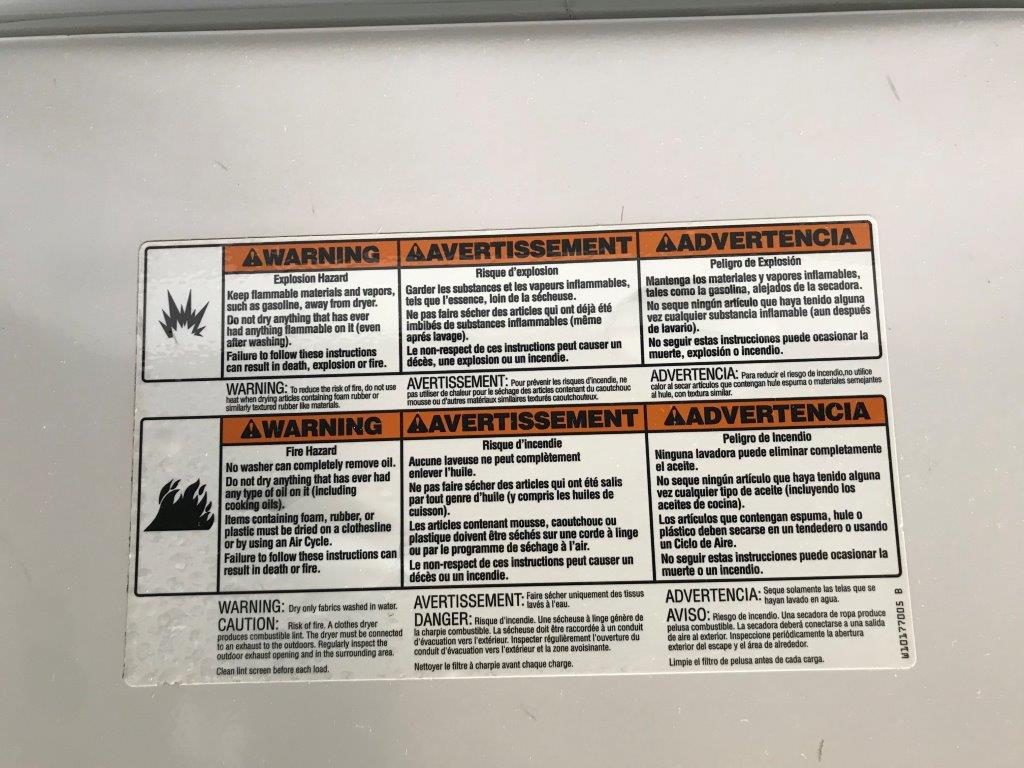 ⚠WARNING
Explosion Hazard
Keep flammable materials and vapors,
such as gasoline, away from dryer.
Do not dry anything that has ever
had anything flammable on it (even
after washing).
Failure to follow these instructions
can result in death, explosion or fire.
⚠AVERTISSEMENT
Risque d'explosion
Garder les substances et les vapeurs inflammables,
tels que l'essence, loin de la sécheuse.
Ne pas faire sécher des articles qui ont déjà été
imbibés de substances inflammables (même
aprés lavage).
Le non-respect de ces instructions peut causer un
décès, une explosion ou un incendie.
⚠ADVERTENCIA
Peligro de Explosión
Mantenga los materiales y vapores inflamables,
tales como la gasolina, alejados de la secadora.
No seque ningún artículo que haya tenido alguna
vez cualquier substancia inflamable (aun después
de lavario).
No seguir estas instrucciones puede ocasionar la
muerte, explosión o incendio.
WARNING: To reduce the risk of fire, do not use
heat when drying articles containing foam rubber or
similarly textured rubber like materials.
AVERTISSEMENT: Pour prévenir les risques d'incendie, ne
pas utiliser de chaleur pour le séchage des articles contenant du caoutchouc
mousse ou d'autres matériaux similaires texturés caoutchouteux.
ADVERTENCIA: Para reducir el riesgo de incendio,no utilice
calor al secar artículos que contengan hule espuma o materiales semejantes
al hule, con textura similar.
⚠WARNING
Fire Hazard
No washer can completely remove oil.
Do not dry anything that has ever had
any type of oil on it (including
cooking oils).
Items containing foam, rubber, or
plastic must be dried on a clothesline
or by using an Air Cycle.
Failure to follow these instructions can
result in death or fire.
⚠AVERTISSEMENT
Risque d'incendie
Aucune laveuse ne peut complètement
enlever l'huile.
Ne pas faire sécher des articles qui ont été salis
par tout genre d'huile (y compris les huiles de
cuisson).
Les articles contenant mousse, caoutchouc ou
plastique doivent être séchés sur une corde à linge
ou par le programme de séchage à l'air.
Le non-respect de ces instructions peut causer un
décès ou un incendie.
⚠ADVERTENCIA
Peligro de Incendio
Ninguna lavadora puede eliminar completamente
el aceite.
No seque ningún artículo que haya tenido alguna
vez cualquier tipo de aceite (incluyendo los
aceites de cocina).
Los artículos que contengan espuma, hule o
plástico deben secarse en un tendedero o usando
un Ciclo de Aire.
No seguir estas instrucciones puede ocasionar la
muerte o un incendio.
WARNING: Dry only fabrics washed in water.
CAUTION: Risk of fire. A clothes dryer
produces combustible lint. The dryer must be connected
to an exhaust to the outdoors. Regularly inspect the
outdoor exhaust opening and in the surrounding area.
Clean lint screen before each load.
AVERTISSEMENT: Faire sécher uniquement des tissus
lavés à l'eau.
DANGER: Risque d'incendie. Une sécheuse à linge génère de
la charpie combustible. La sécheuse doit être raccordée à un conduit
d'évacuation vers l'extérieur. Inspecter régulièrement l'ouverture du
conduit d'évacuation vers l'extérieur et la zone avoisinante.
Nettoyer le filtre à charpie avant chaque charge.
ADVERTENCIA: Seque solamente las telas que se
hayan lavado en agua.
AVISO: Riesgo de incendio. Una secadora de ropa produce
pelusa combustible. La secadora deberá conectarse a una salida
de aire al exterior. Inspeccione periódicamente la abertura
exterior del escape y el área de alrededor.
Limpie el filtro de pelusa antes de cada carga.
W10177005 B